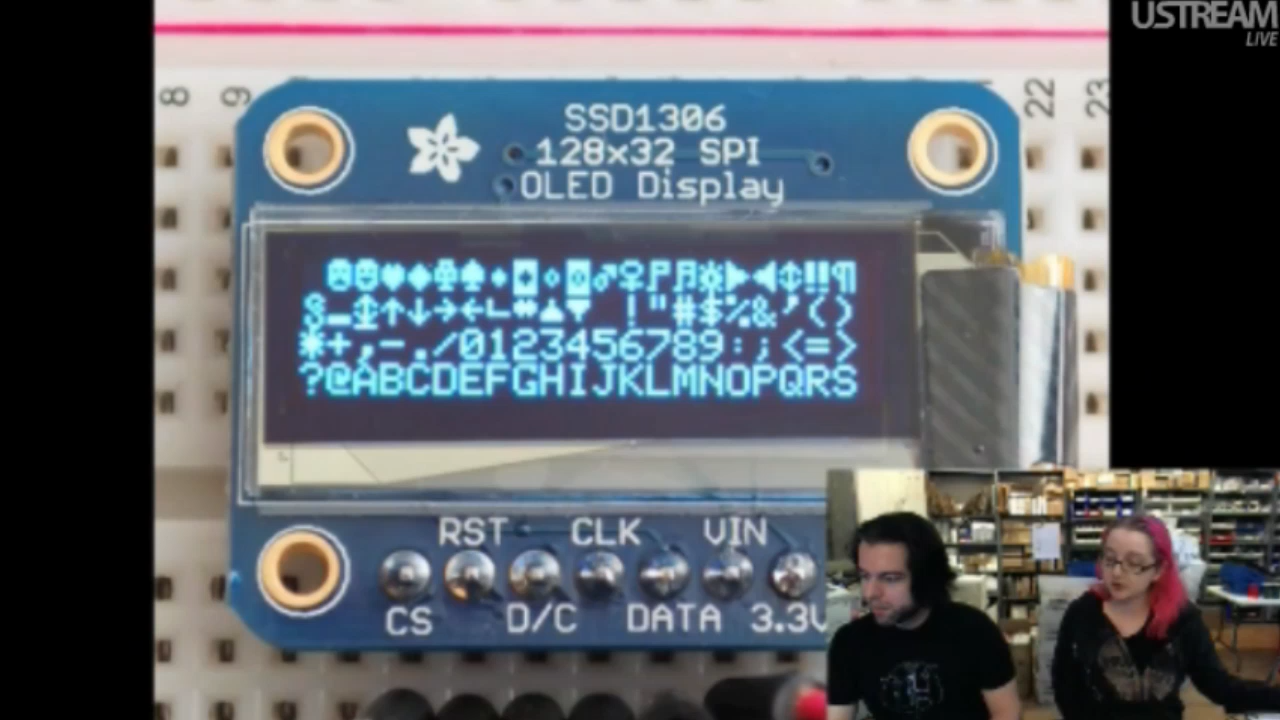 USTREAM
LIVE
8 9 22 23
SSD1306
128x32 SPI
OLED Display
☺☻♥♦♣♠•◘○◙♂♀♪♫☼►◄↕‼¶
§▬↨↑↓→←∟↔▲▼ !"#$%&'()
*+,-./0123456789:;<=>
?@ABCDEFGHIJKLMNOPQRS
RST CLK VIN
CS D/C DATA 3.3V